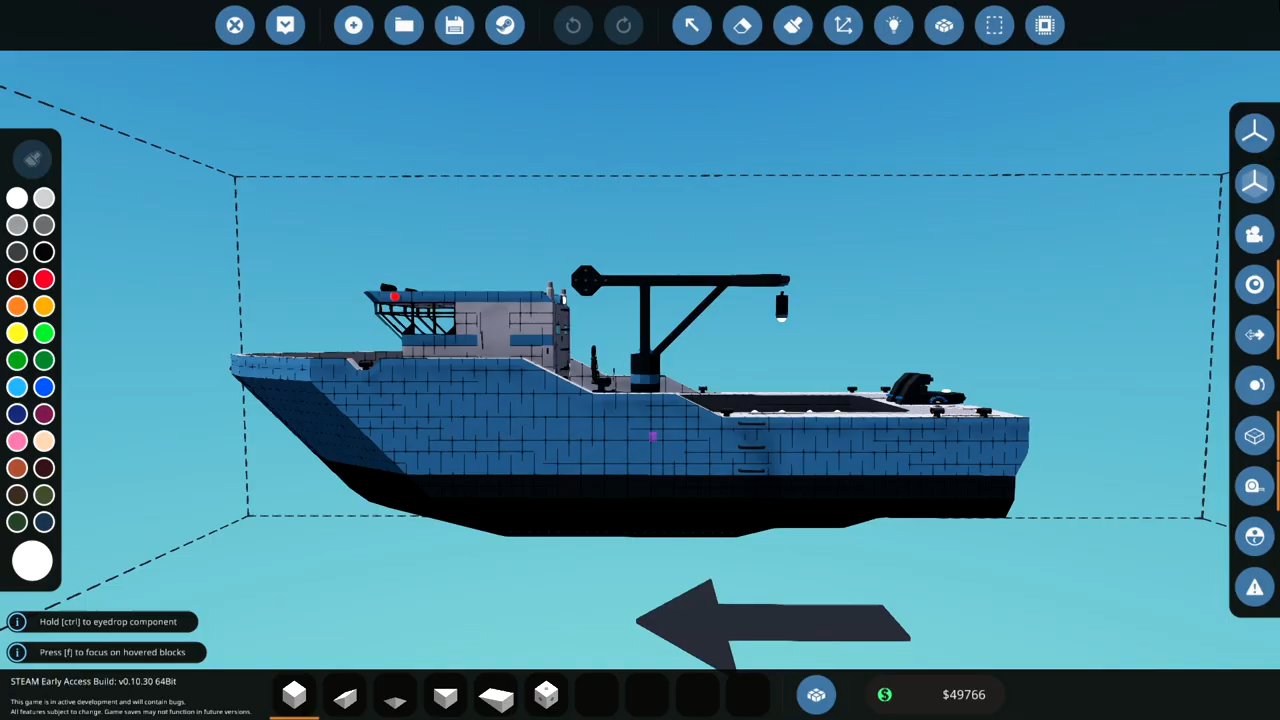 Hold [ctrl] to eyedrop component
Press [f] to focus on hovered blocks
STEAM Early Access Build: v0.10.30 64Bit
This game is in active development and will contain bugs.
All features subject to change. Game saves may not function in future versions.
$ $49766